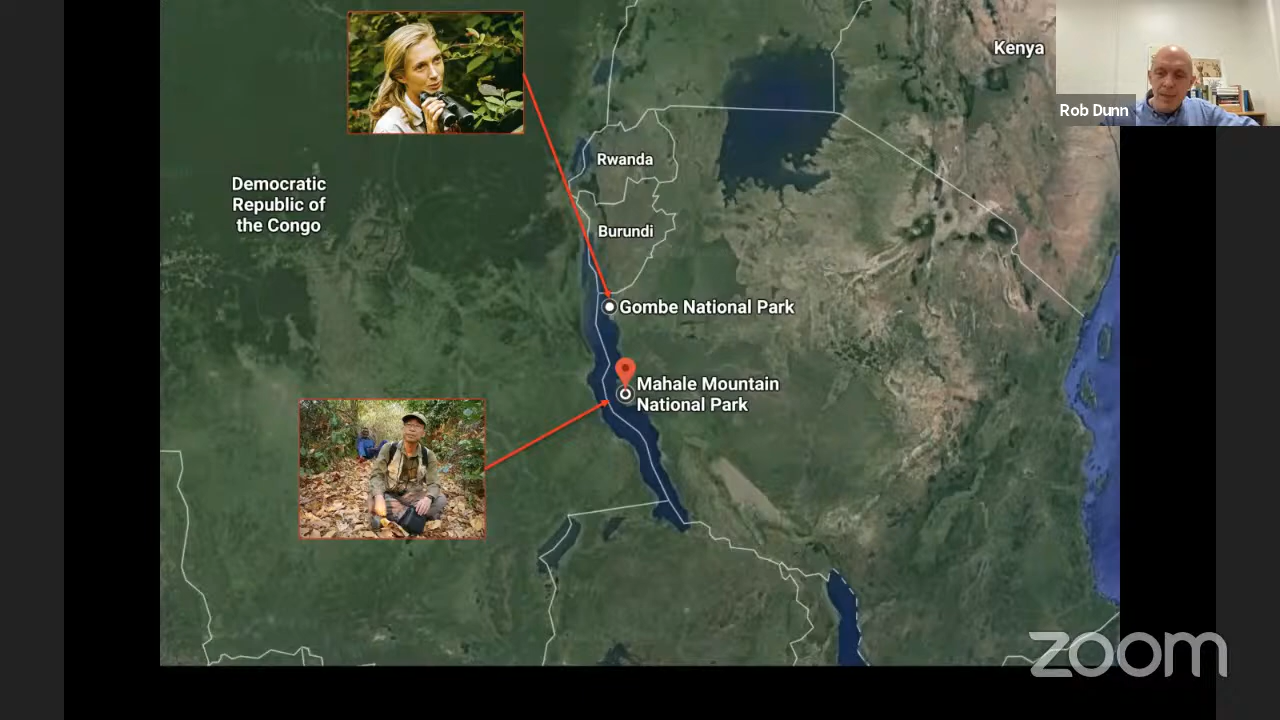 Kenya
Rob Dunn
Rwanda
Democratic
Republic of
the Congo
Burundi
Gombe National Park
Mahale Mountain
National Park
zoom